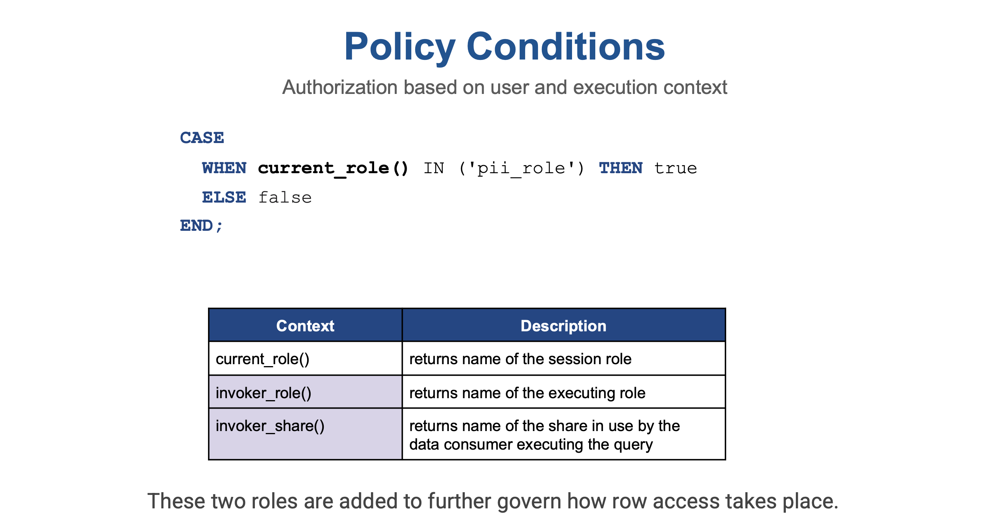 Policy Conditions
Authorization based on user and execution context
CASE
WHEN current_role() IN ('pii_role') THEN true
ELSE false
END;
Context Description
current_role() returns name of the session role
invoker_role() returns name of the executing role
invoker_share() returns name of the share in use by the
data consumer executing the query
These two roles are added to further govern how row access takes place.